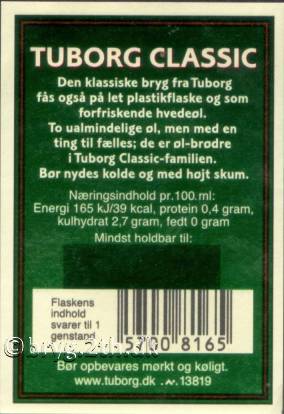 TUBORG CLASSIC
Den klassiske bryg fra Tuborg
fås også på let plastikflaske og som
forfriskende hvedeøl.
To ualmindelige øl, men med en
ting til fælles; de er øl-brødre
i Tuborg Classic-familien.
Bør nydes kolde og med højt skum.
Næringsindhold pr.100.ml:
Energi 165 kJ/39 kcal, protein 0,4 gram,
kulhydrat 2,7 gram, fedt 0 gram
Mindst holdbar til:
Flaskens
indhold
svarer til 1
genstand
5700 8165
Bør opbevares mørkt og køligt.
www.tuborg.dk 13819